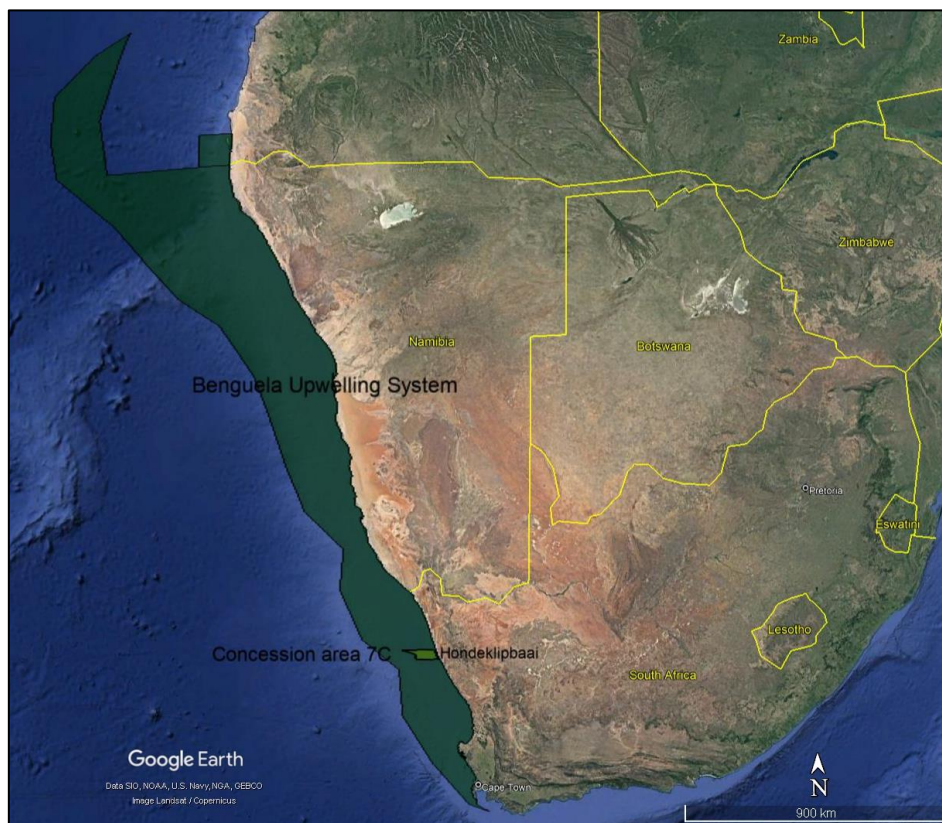 Zambia
Zimbabwe
Namibia
Botswana
Benguela Upwelling System
Pretoria
Eswatini
Lesotho
Concession area 7C
Hondeklipbaai
South Africa
Google Earth
Data SIO, NOAA, U.S. Navy, NGA, GEBCO
Image Landsat / Copernicus
N
Cape Town
900 km